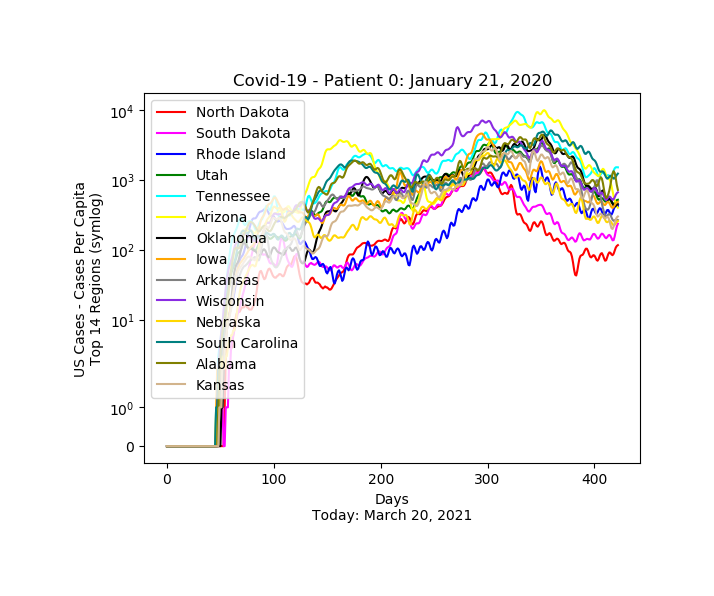 Covid-19 - Patient 0: January 21, 2020
US Cases - Cases Per Capita
Top 14 Regions (symlog)
10^4
10^3
10^2
10^1
10^0
0
North Dakota
South Dakota
Rhode Island
Utah
Tennessee
Arizona
Oklahoma
Iowa
Arkansas
Wisconsin
Nebraska
South Carolina
Alabama
Kansas
0 100 200 300 400
Days
Today: March 20, 2021